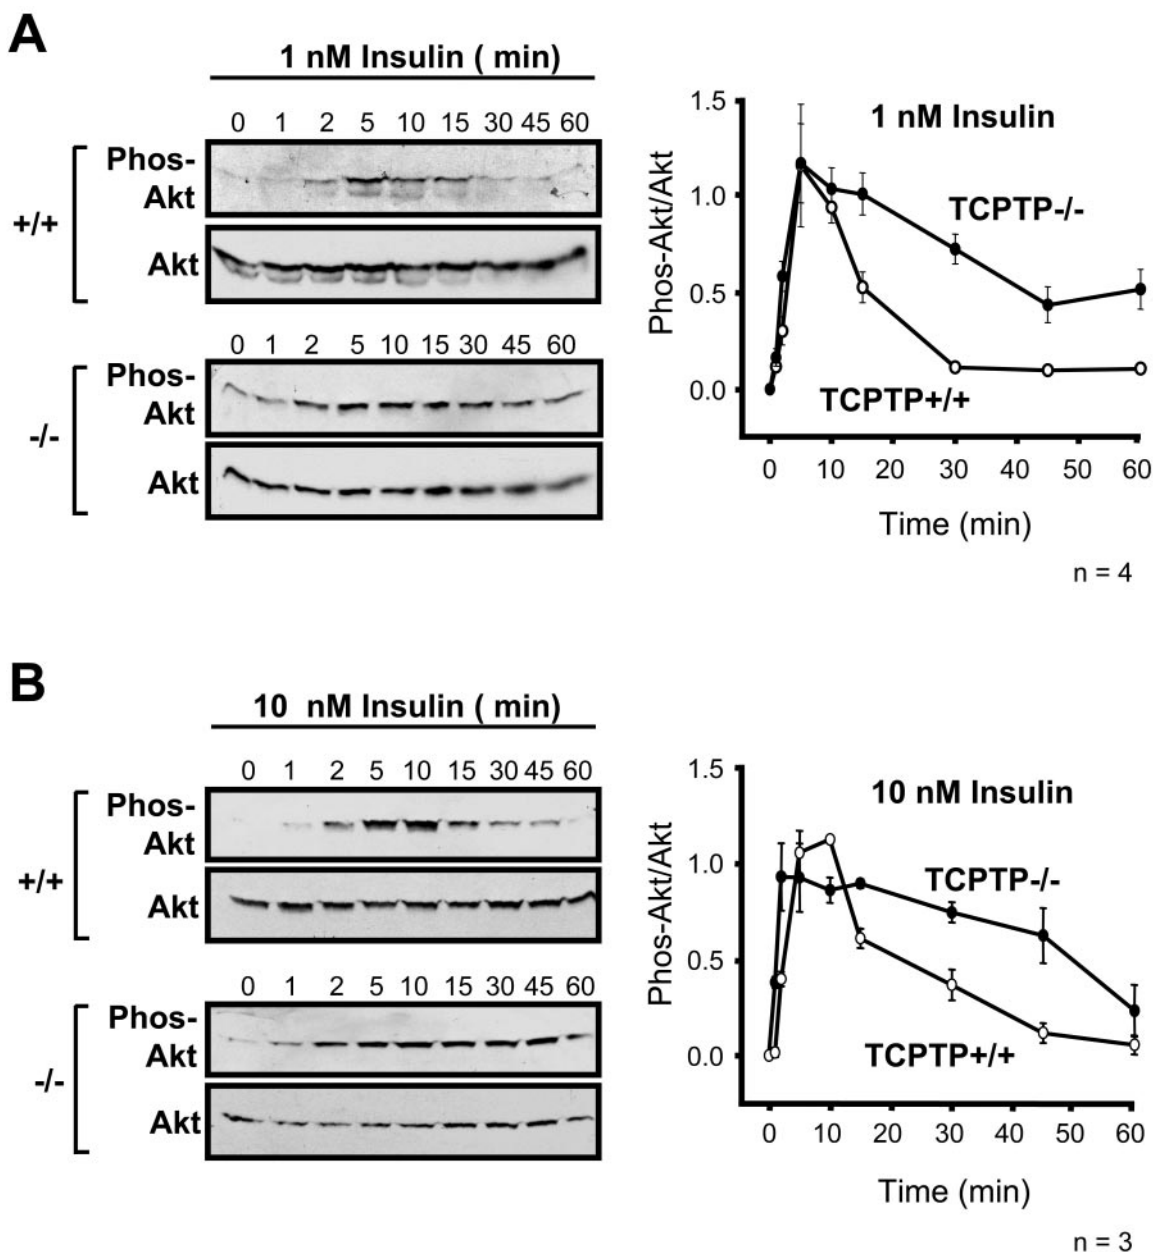 A
1 nM Insulin ( min)
0 1 2 5 10 15 30 45 60
Phos-
Akt
+/+
Akt
0 1 2 5 10 15 30 45 60
Phos-
Akt
-/-
Akt
1.5
1.0
0.5
0.0
Phos-Akt/Akt
1 nM Insulin
TCPTP-/-
TCPTP+/+
0 10 20 30 40 50 60
Time (min)
n = 4
B
10 nM Insulin ( min)
0 1 2 5 10 15 30 45 60
Phos-
Akt
+/+
Akt
0 1 2 5 10 15 30 45 60
Phos-
Akt
-/-
Akt
1.5
1.0
0.5
0.0
Phos-Akt/Akt
10 nM Insulin
TCPTP-/-
TCPTP+/+
0 10 20 30 40 50 60
Time (min)
n = 3